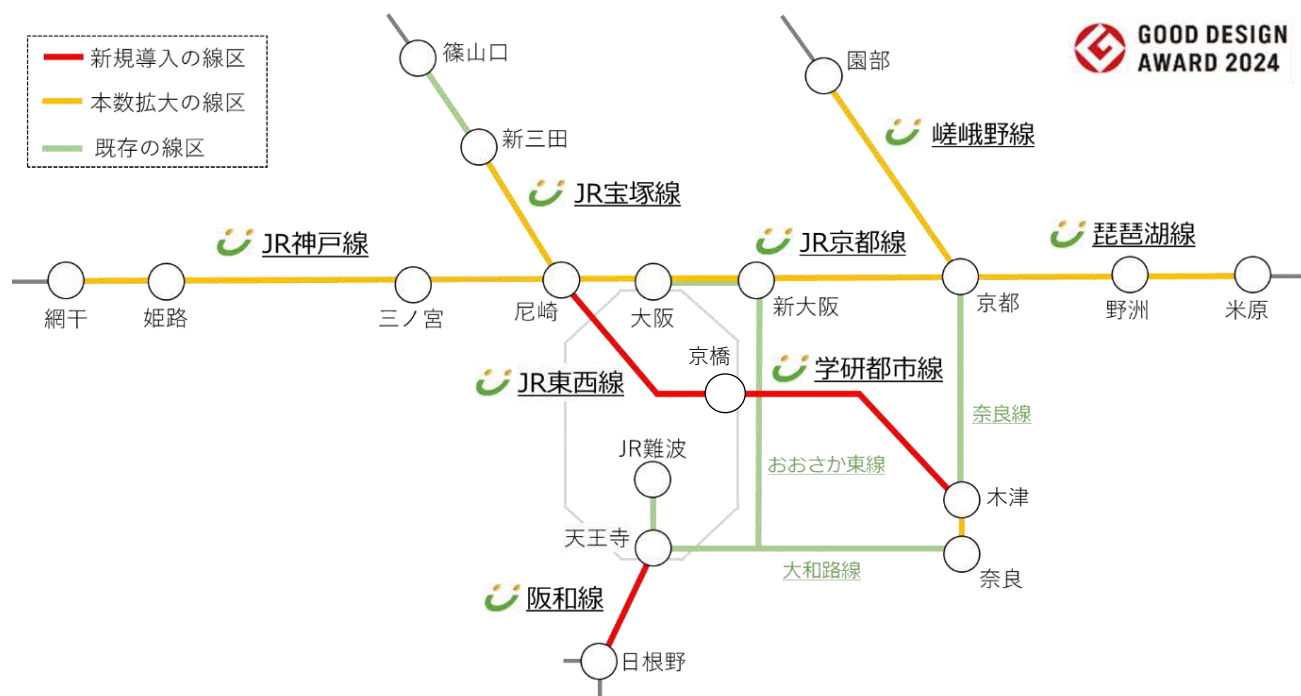 新規導入の線区
本数拡大の線区
既存の線区
GOOD DESIGN
AWARD 2024
篠山口
園部
新三田
嵯峨野線
JR宝塚線
JR神戸線
JR京都線
琵琶湖線
網干
姫路
三ノ宮
尼崎
大阪
新大阪
京都
野洲
米原
京橋
JR東西線
学研都市線
奈良線
JR難波
おおさか東線
木津
天王寺
大和路線
奈良
阪和線
日根野